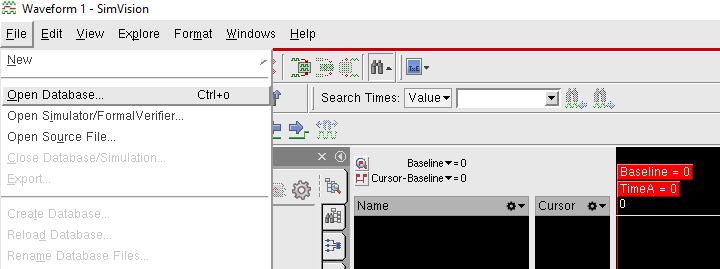 Waveform 1 - SimVision
File Edit View Explore Format Windows Help
New
Open Database... Ctrl+o
Open Simulator/FormalVerifier...
Open Source File...
Close Database/Simulation...
Export...
Create Database...
Reload Database...
Rename Database Files...
Search Times: Value
Baseline▼=0
Cursor-Baseline▼=0
Name
Cursor
Baseline = 0
TimeA = 0
0